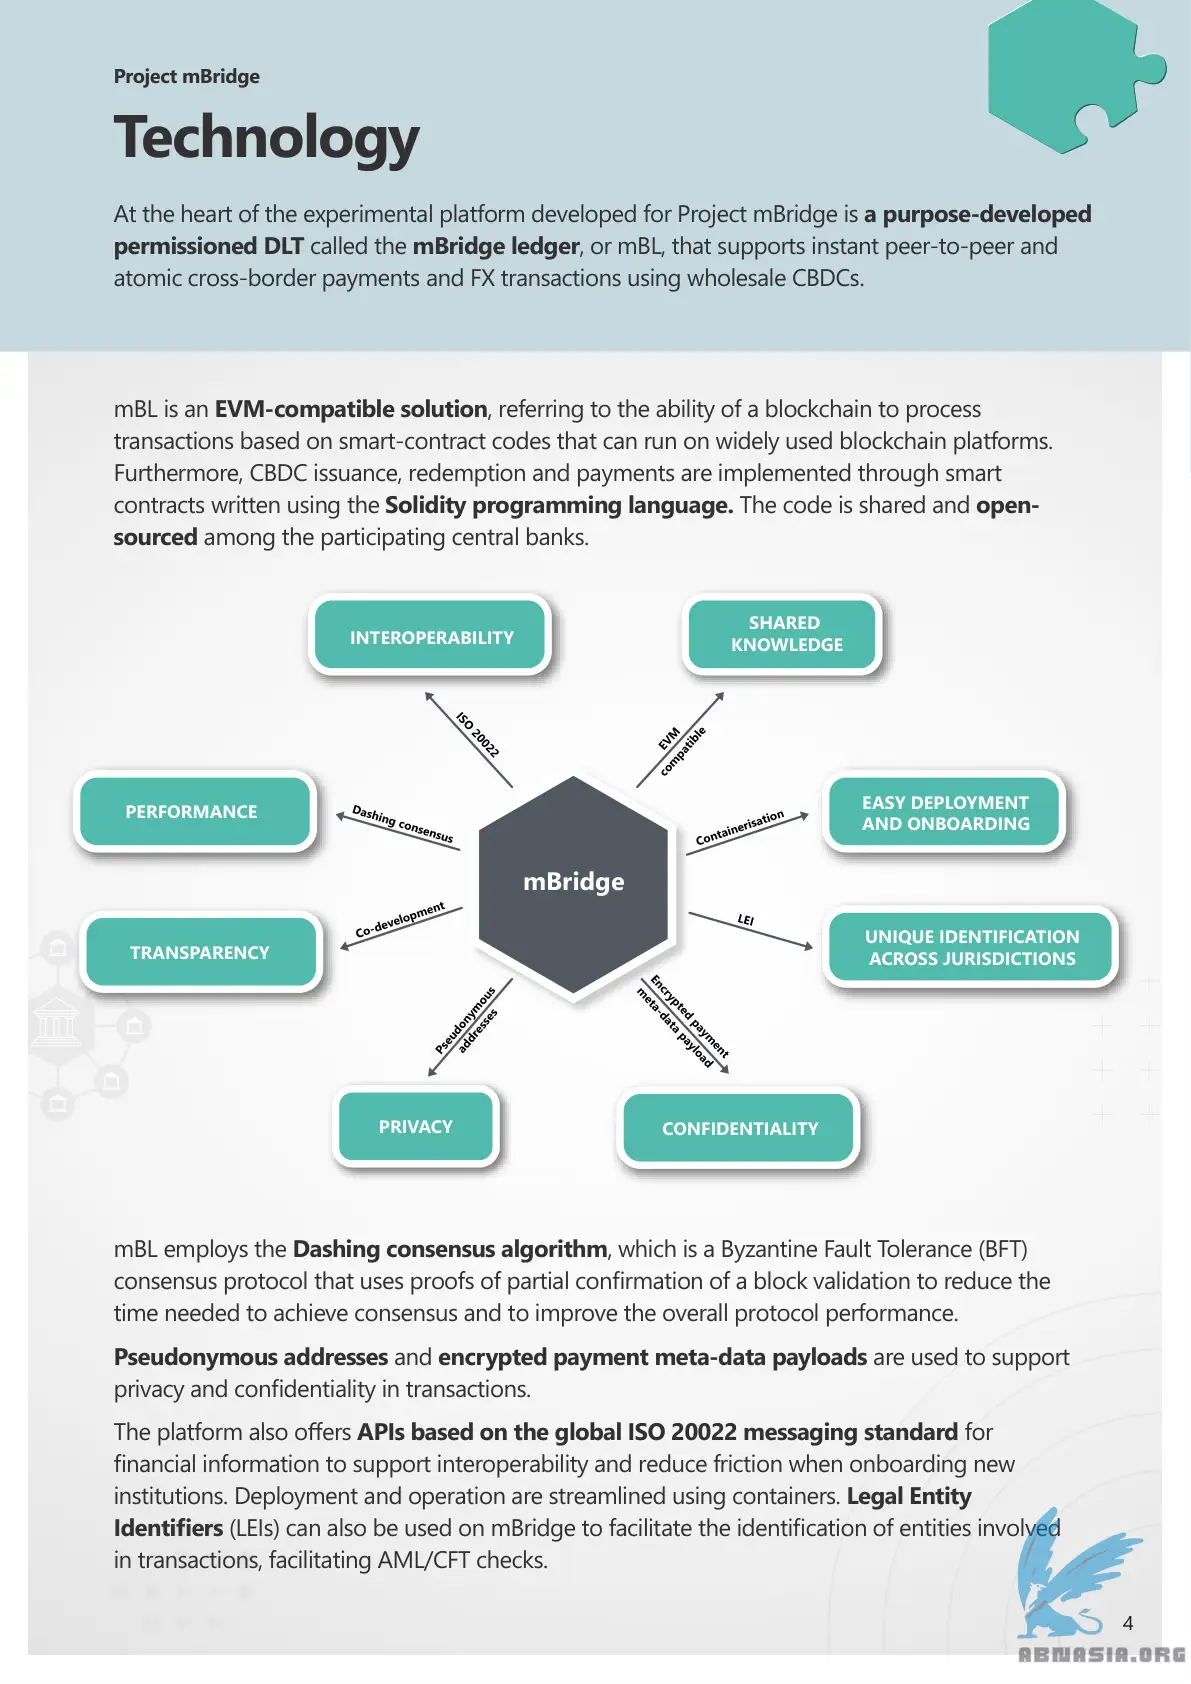 Project mBridge
Technology
At the heart of the experimental platform developed for Project mBridge is a purpose-developed
permissioned DLT called the mBridge ledger, or mBL, that supports instant peer-to-peer and
atomic cross-border payments and FX transactions using wholesale CBDCs.
mBL is an EVM-compatible solution, referring to the ability of a blockchain to process
transactions based on smart-contract codes that can run on widely used blockchain platforms.
Furthermore, CBDC issuance, redemption and payments are implemented through smart
contracts written using the Solidity programming language. The code is shared and open-
sourced among the participating central banks.
INTEROPERABILITY
SHARED
KNOWLEDGE
ISO 20022
EVM
compatible
PERFORMANCE
Dashing consensus
Containerisation
EASY DEPLOYMENT
AND ONBOARDING
mBridge
TRANSPARENCY
Co-development
LEI
UNIQUE IDENTIFICATION
ACROSS JURISDICTIONS
Pseudonymous
addresses
Encrypted payment
meta-data payload
PRIVACY
CONFIDENTIALITY
mBL employs the Dashing consensus algorithm, which is a Byzantine Fault Tolerance (BFT)
consensus protocol that uses proofs of partial confirmation of a block validation to reduce the
time needed to achieve consensus and to improve the overall protocol performance.
Pseudonymous addresses and encrypted payment meta-data payloads are used to support
privacy and confidentiality in transactions.
The platform also offers APIs based on the global ISO 20022 messaging standard for
financial information to support interoperability and reduce friction when onboarding new
institutions. Deployment and operation are streamlined using containers. Legal Entity
Identifiers (LEIs) can also be used on mBridge to facilitate the identification of entities involved
in transactions, facilitating AML/CFT checks.
4
ABNASIA.ORG